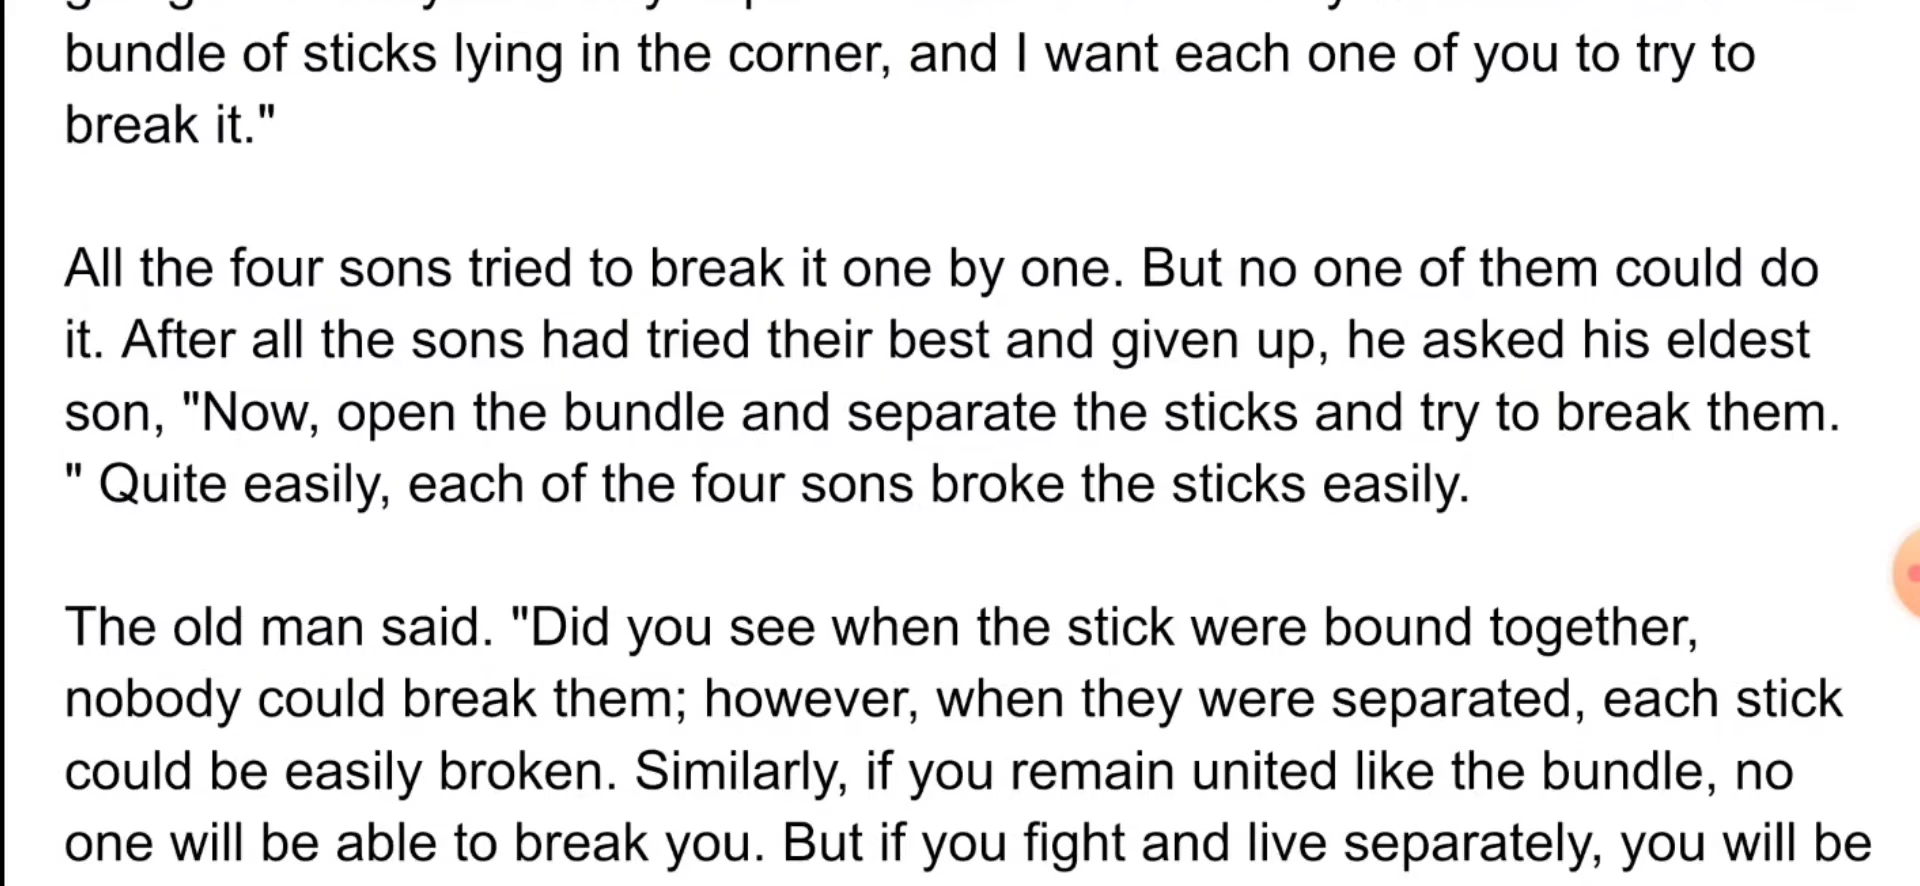 bundle of sticks lying in the corner, and I want each one of you to try to
break it."
All the four sons tried to break it one by one. But no one of them could do
it. After all the sons had tried their best and given up, he asked his eldest
son, "Now, open the bundle and separate the sticks and try to break them.
" Quite easily, each of the four sons broke the sticks easily.
The old man said. "Did you see when the stick were bound together,
nobody could break them; however, when they were separated, each stick
could be easily broken. Similarly, if you remain united like the bundle, no
one will be able to break you. But if you fight and live separately, you will be